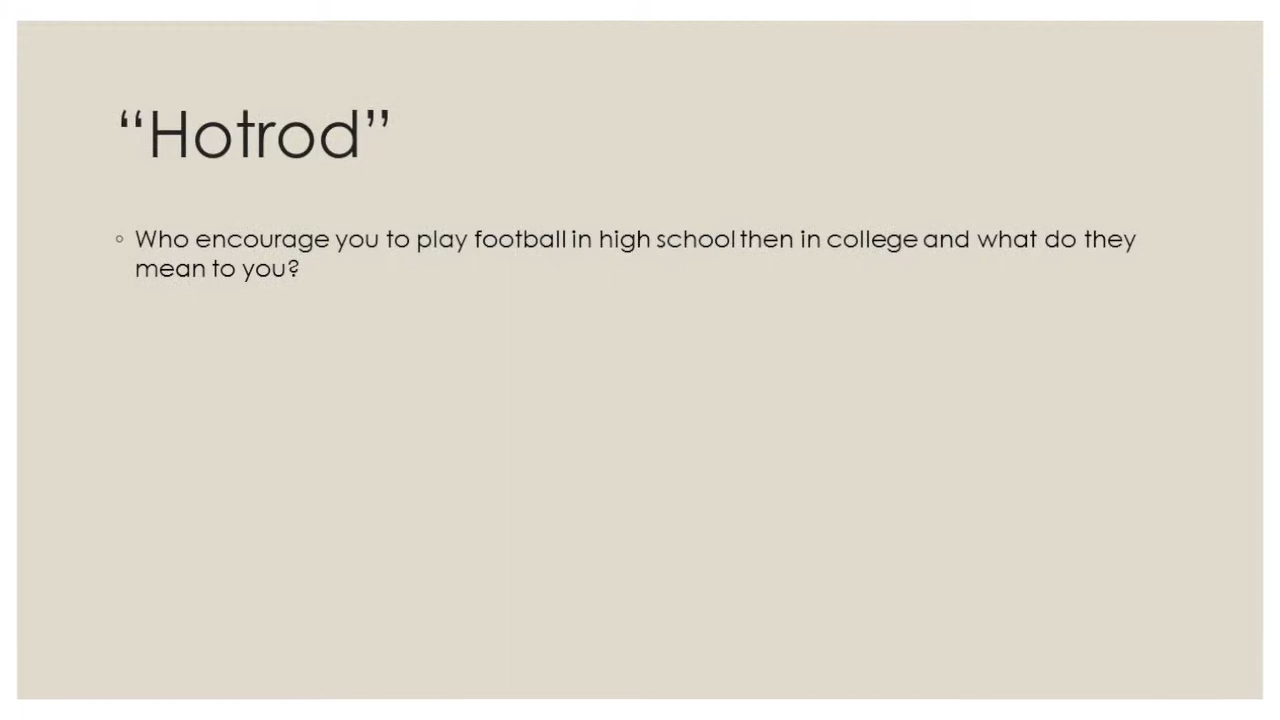 “Hotrod”
◦ Who encourage you to play football in high school then in college and what do they
mean to you?